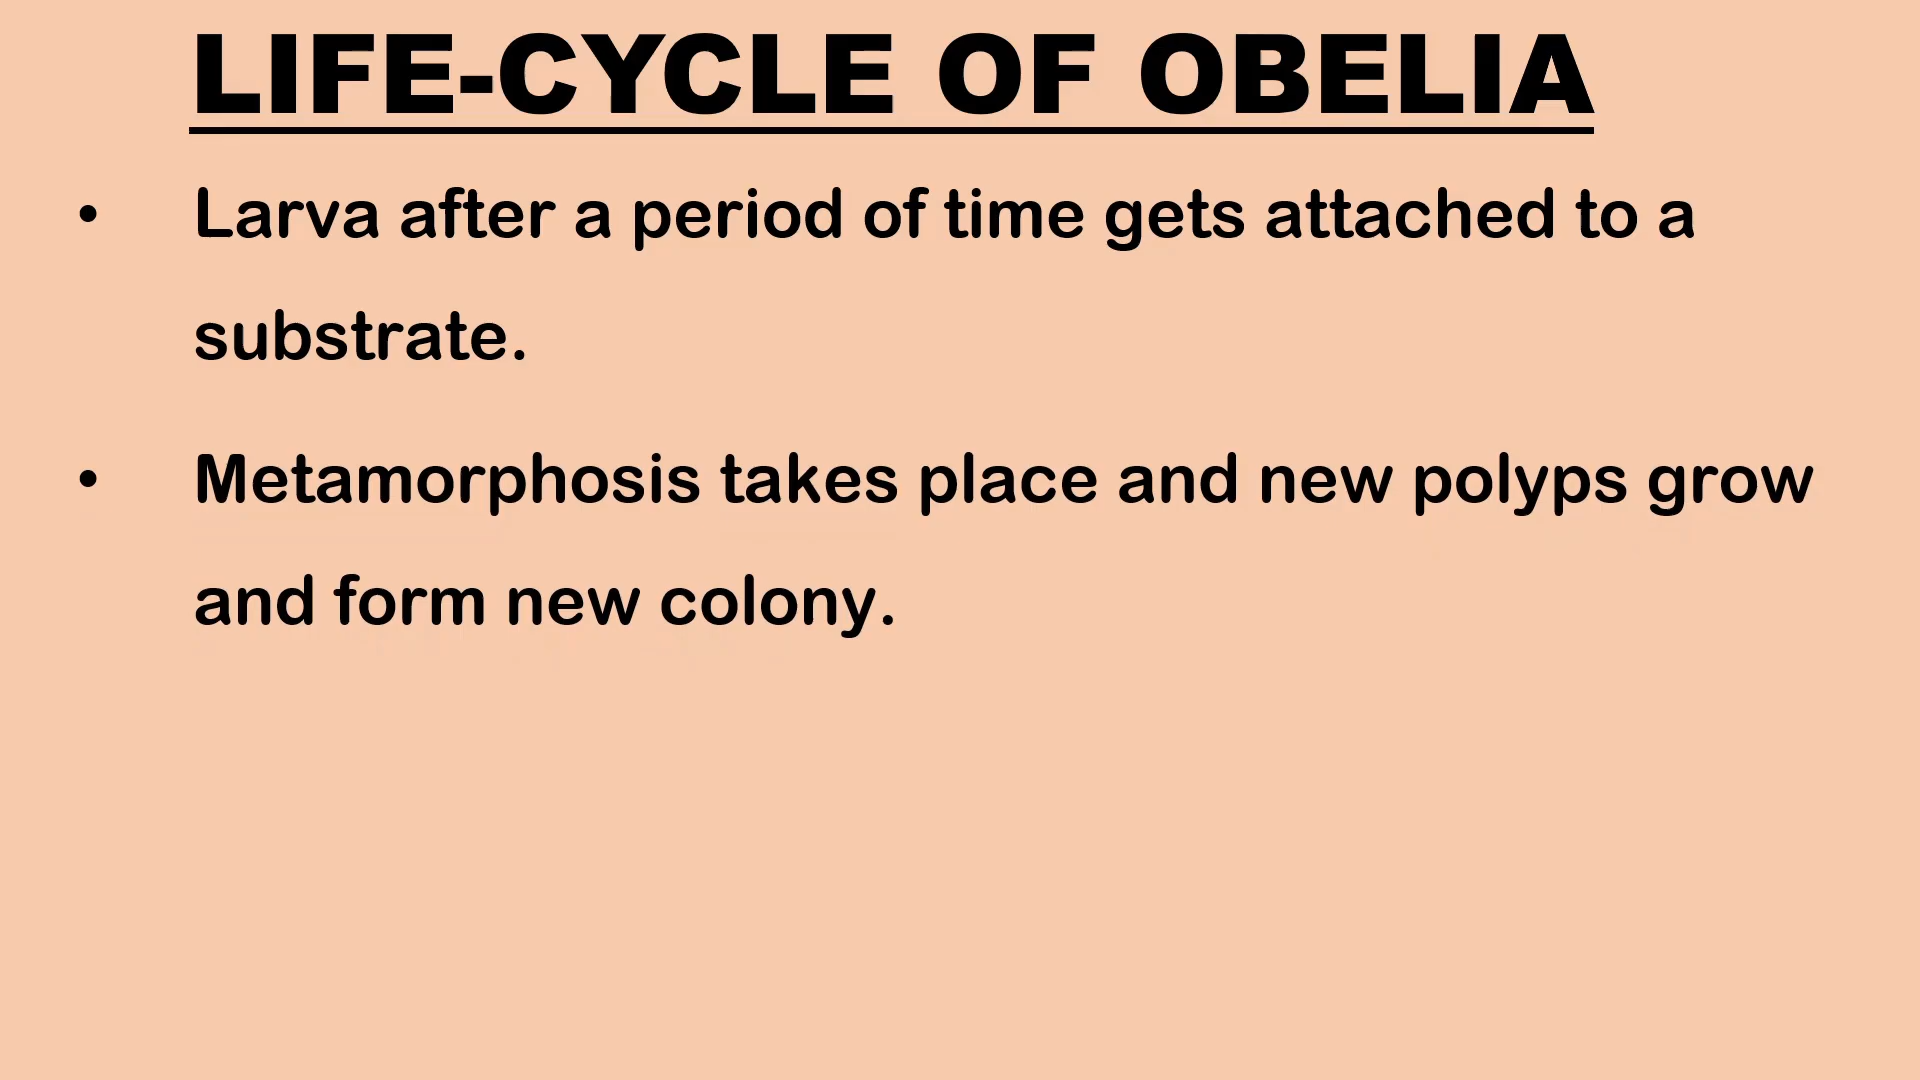 LIFE-CYCLE OF OBELIA
• Larva after a period of time gets attached to a
substrate.
• Metamorphosis takes place and new polyps grow
and form new colony.